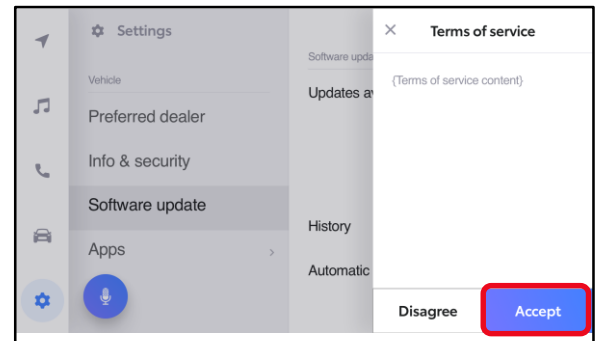 Settings
Vehicle
Preferred dealer
Info & security
Software update
Apps
Software upda
Updates av
History
Automatic
Terms of service
{Terms of service content}
Disagree
Accept